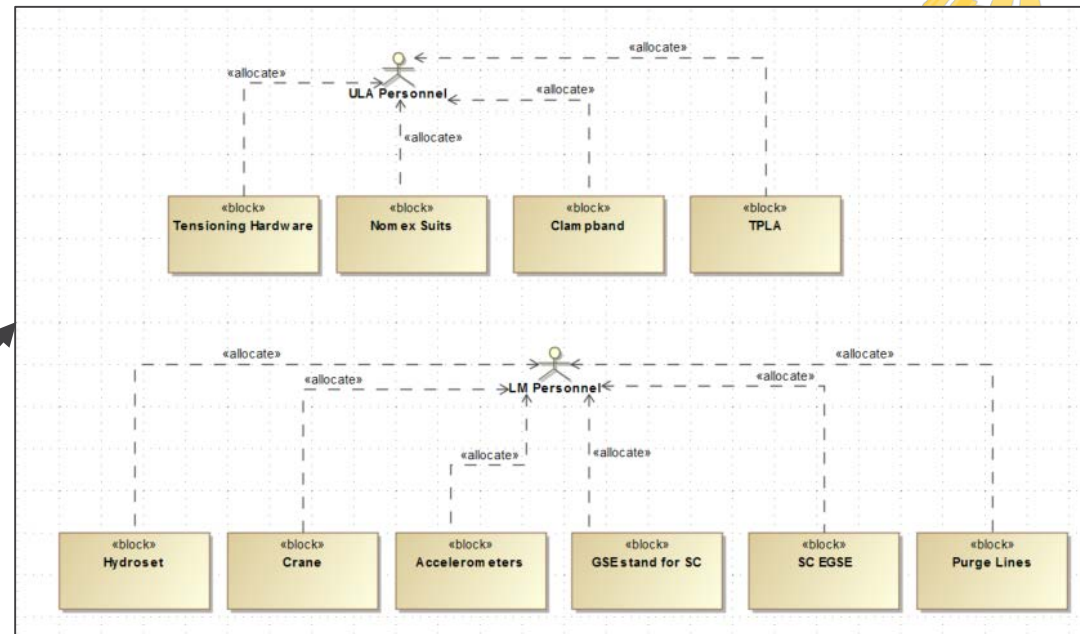 «allocate»
«allocate»
ULA Personnel
«allocate»
«allocate»
«block»
Tensioning Hardware
«block»
Nomex Suits
«block»
Clampband
«block»
TPLA
«allocate»
«allocate»
«allocate»
«allocate»
LM Personnel
«allocate»
«allocate»
«block»
Hydroset
«block»
Crane
«block»
Accelerometers
«block»
GSE stand for SC
«block»
SC EGSE
«block»
Purge Lines